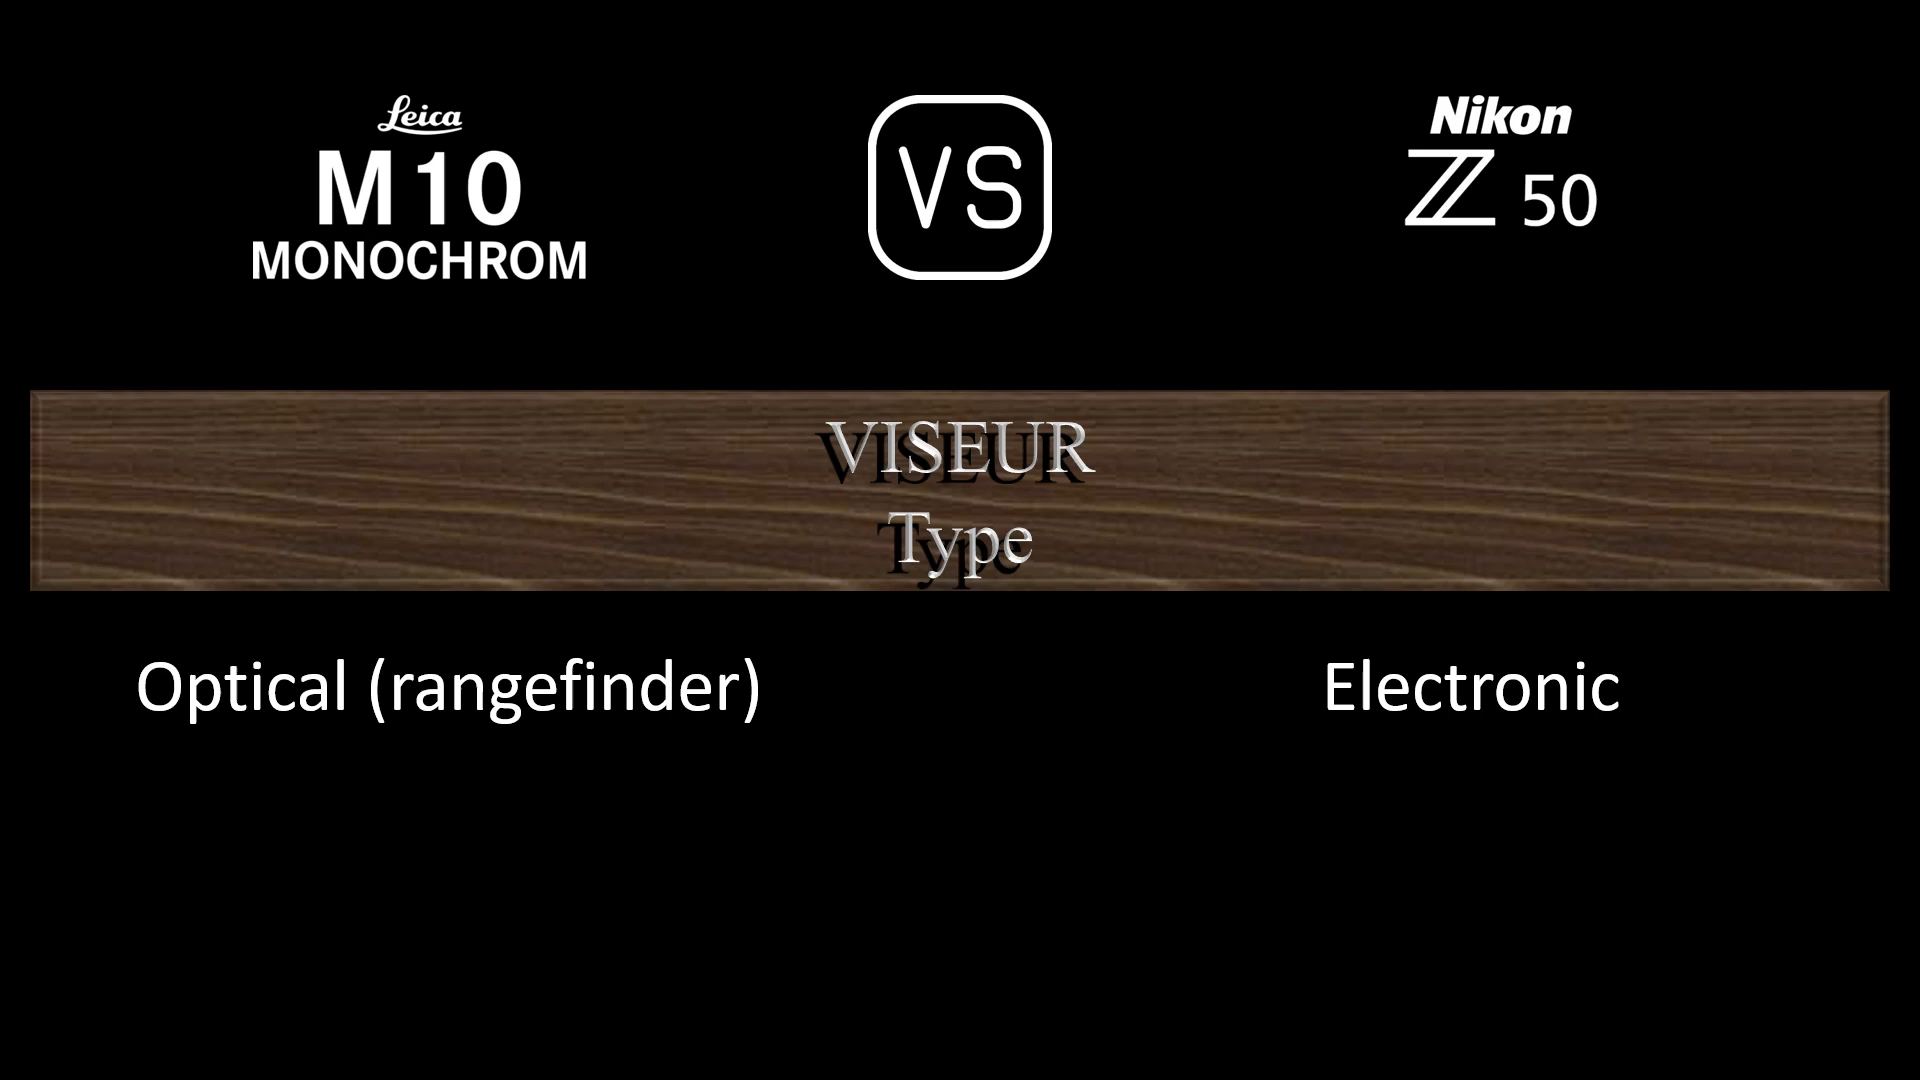 Leica
M10
MONOCHROM
VS
Nikon
Z 50
VISEUR
Type
Optical (rangefinder)
Electronic